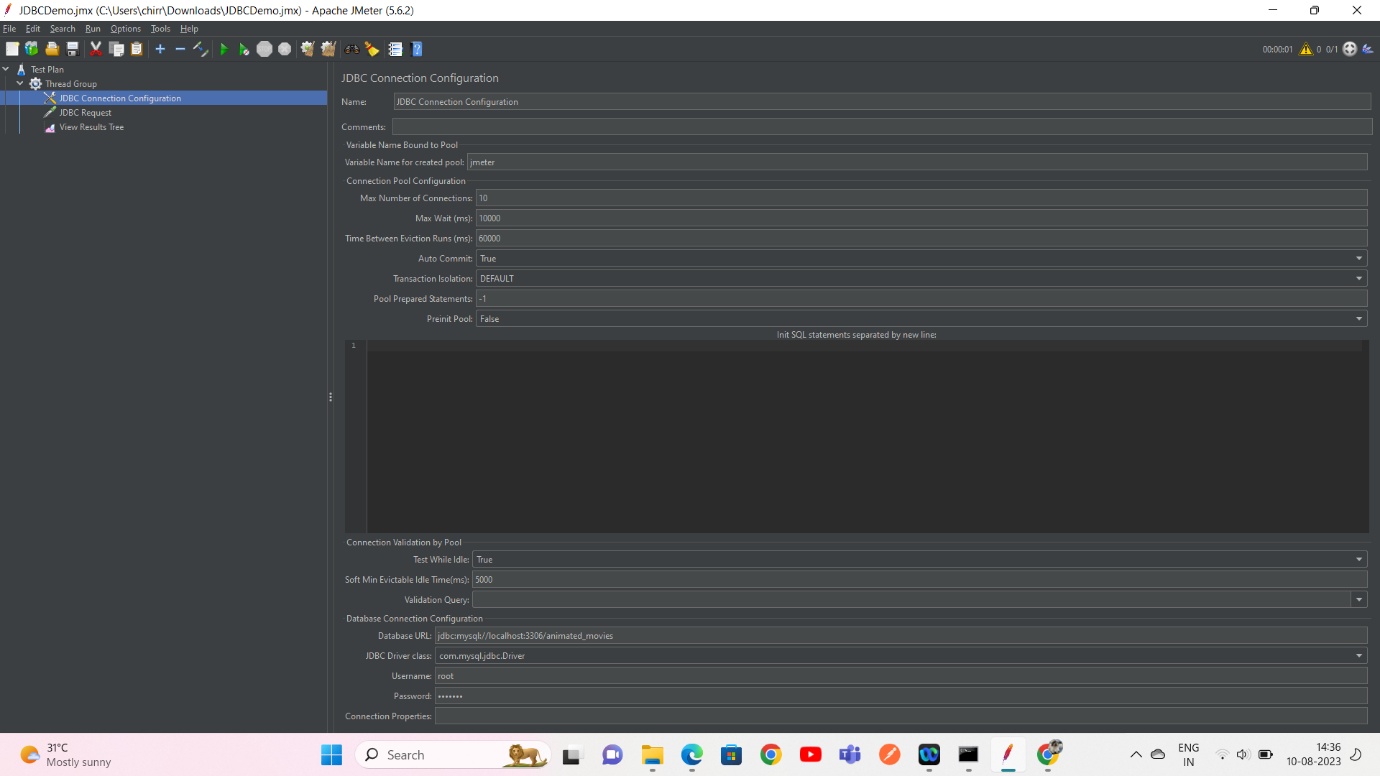 JDBCDemo.jmx (C:\Users\chirr\Downloads\JDBCDemo.jmx) - Apache JMeter (5.6.2)
File Edit Search Run Options Tools Help
00:00:01 0 0/1
Test Plan
Thread Group
JDBC Connection Configuration
JDBC Request
View Results Tree
JDBC Connection Configuration
Name: JDBC Connection Configuration
Comments:
Variable Name Bound to Pool
Variable Name for created pool: jmeter
Connection Pool Configuration
Max Number of Connections: 10
Max Wait (ms): 10000
Time Between Eviction Runs (ms): 60000
Auto Commit: True
Transaction Isolation: DEFAULT
Pool Prepared Statements: -1
Preinit Pool: False
Init SQL statements separated by new line:
1
Connection Validation by Pool
Test While Idle: True
Soft Min Evictable Idle Time(ms): 5000
Validation Query:
Database Connection Configuration
Database URL: jdbc:mysql://localhost:3306/animated_movies
JDBC Driver class: com.mysql.jdbc.Driver
Username: root
Password: •••••••
Connection Properties:
31°C
Mostly sunny
Search
ENG
IN
14:36
10-08-2023